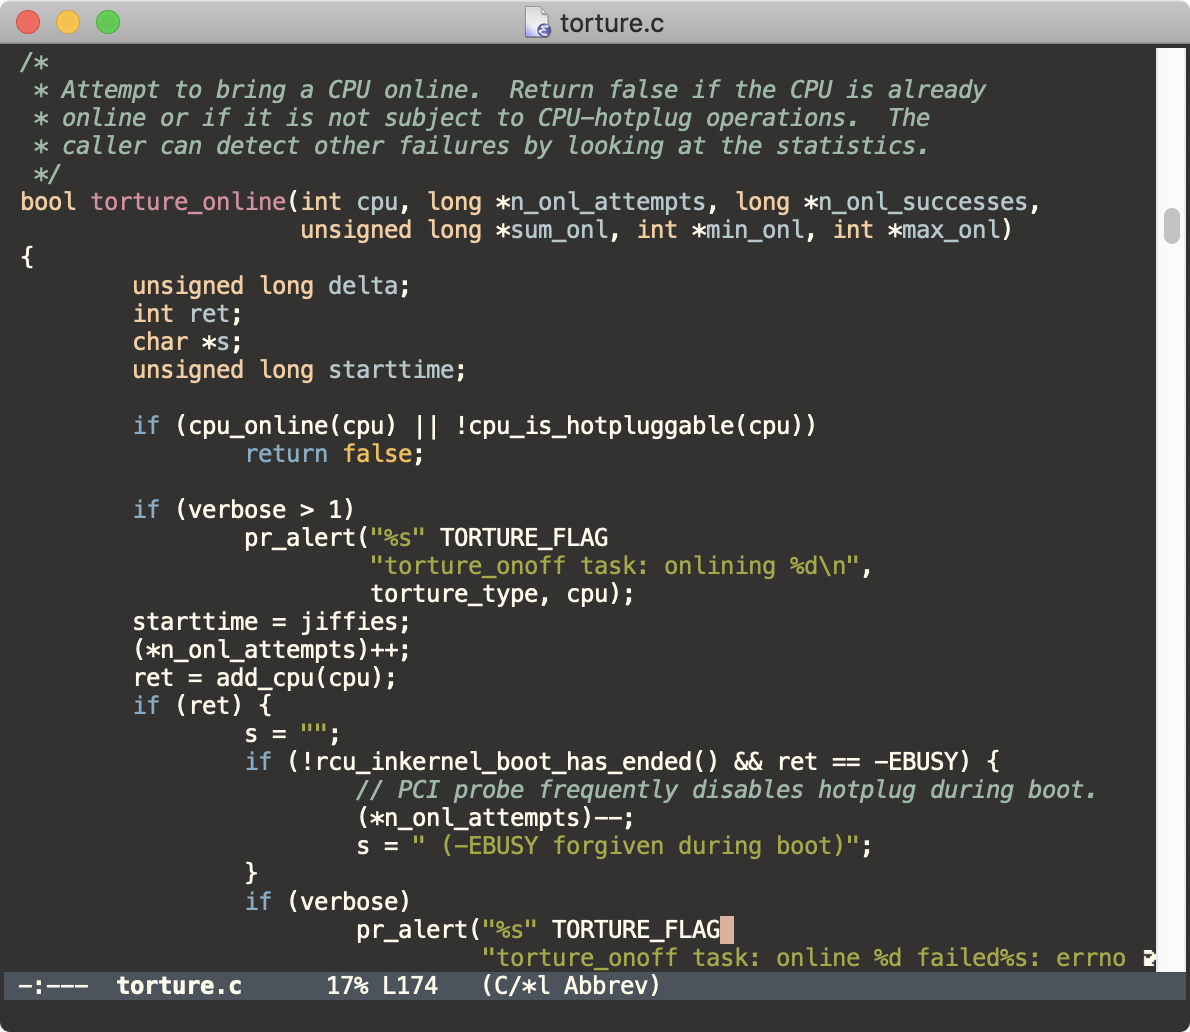 torture.c
/*
 * Attempt to bring a CPU online.  Return false if the CPU is already
 * online or if it is not subject to CPU-hotplug operations.  The
 * caller can detect other failures by looking at the statistics.
 */
bool torture_online(int cpu, long *n_onl_attempts, long *n_onl_successes,
                    unsigned long *sum_onl, int *min_onl, int *max_onl)
{
        unsigned long delta;
        int ret;
        char *s;
        unsigned long starttime;

        if (cpu_online(cpu) || !cpu_is_hotpluggable(cpu))
                return false;

        if (verbose > 1)
                pr_alert("%s" TORTURE_FLAG
                         "torture_onoff task: onlining %d\n",
                         torture_type, cpu);
        starttime = jiffies;
        (*n_onl_attempts)++;
        ret = add_cpu(cpu);
        if (ret) {
                s = "";
                if (!rcu_inkernel_boot_has_ended() && ret == -EBUSY) {
                        // PCI probe frequently disables hotplug during boot.
                        (*n_onl_attempts)--;
                        s = " (-EBUSY forgiven during boot)";
                }
                if (verbose)
                        pr_alert("%s" TORTURE_FLAG
                                 "torture_onoff task: online %d failed%s: errno
-:---  torture.c      17% L174   (C/*l Abbrev)